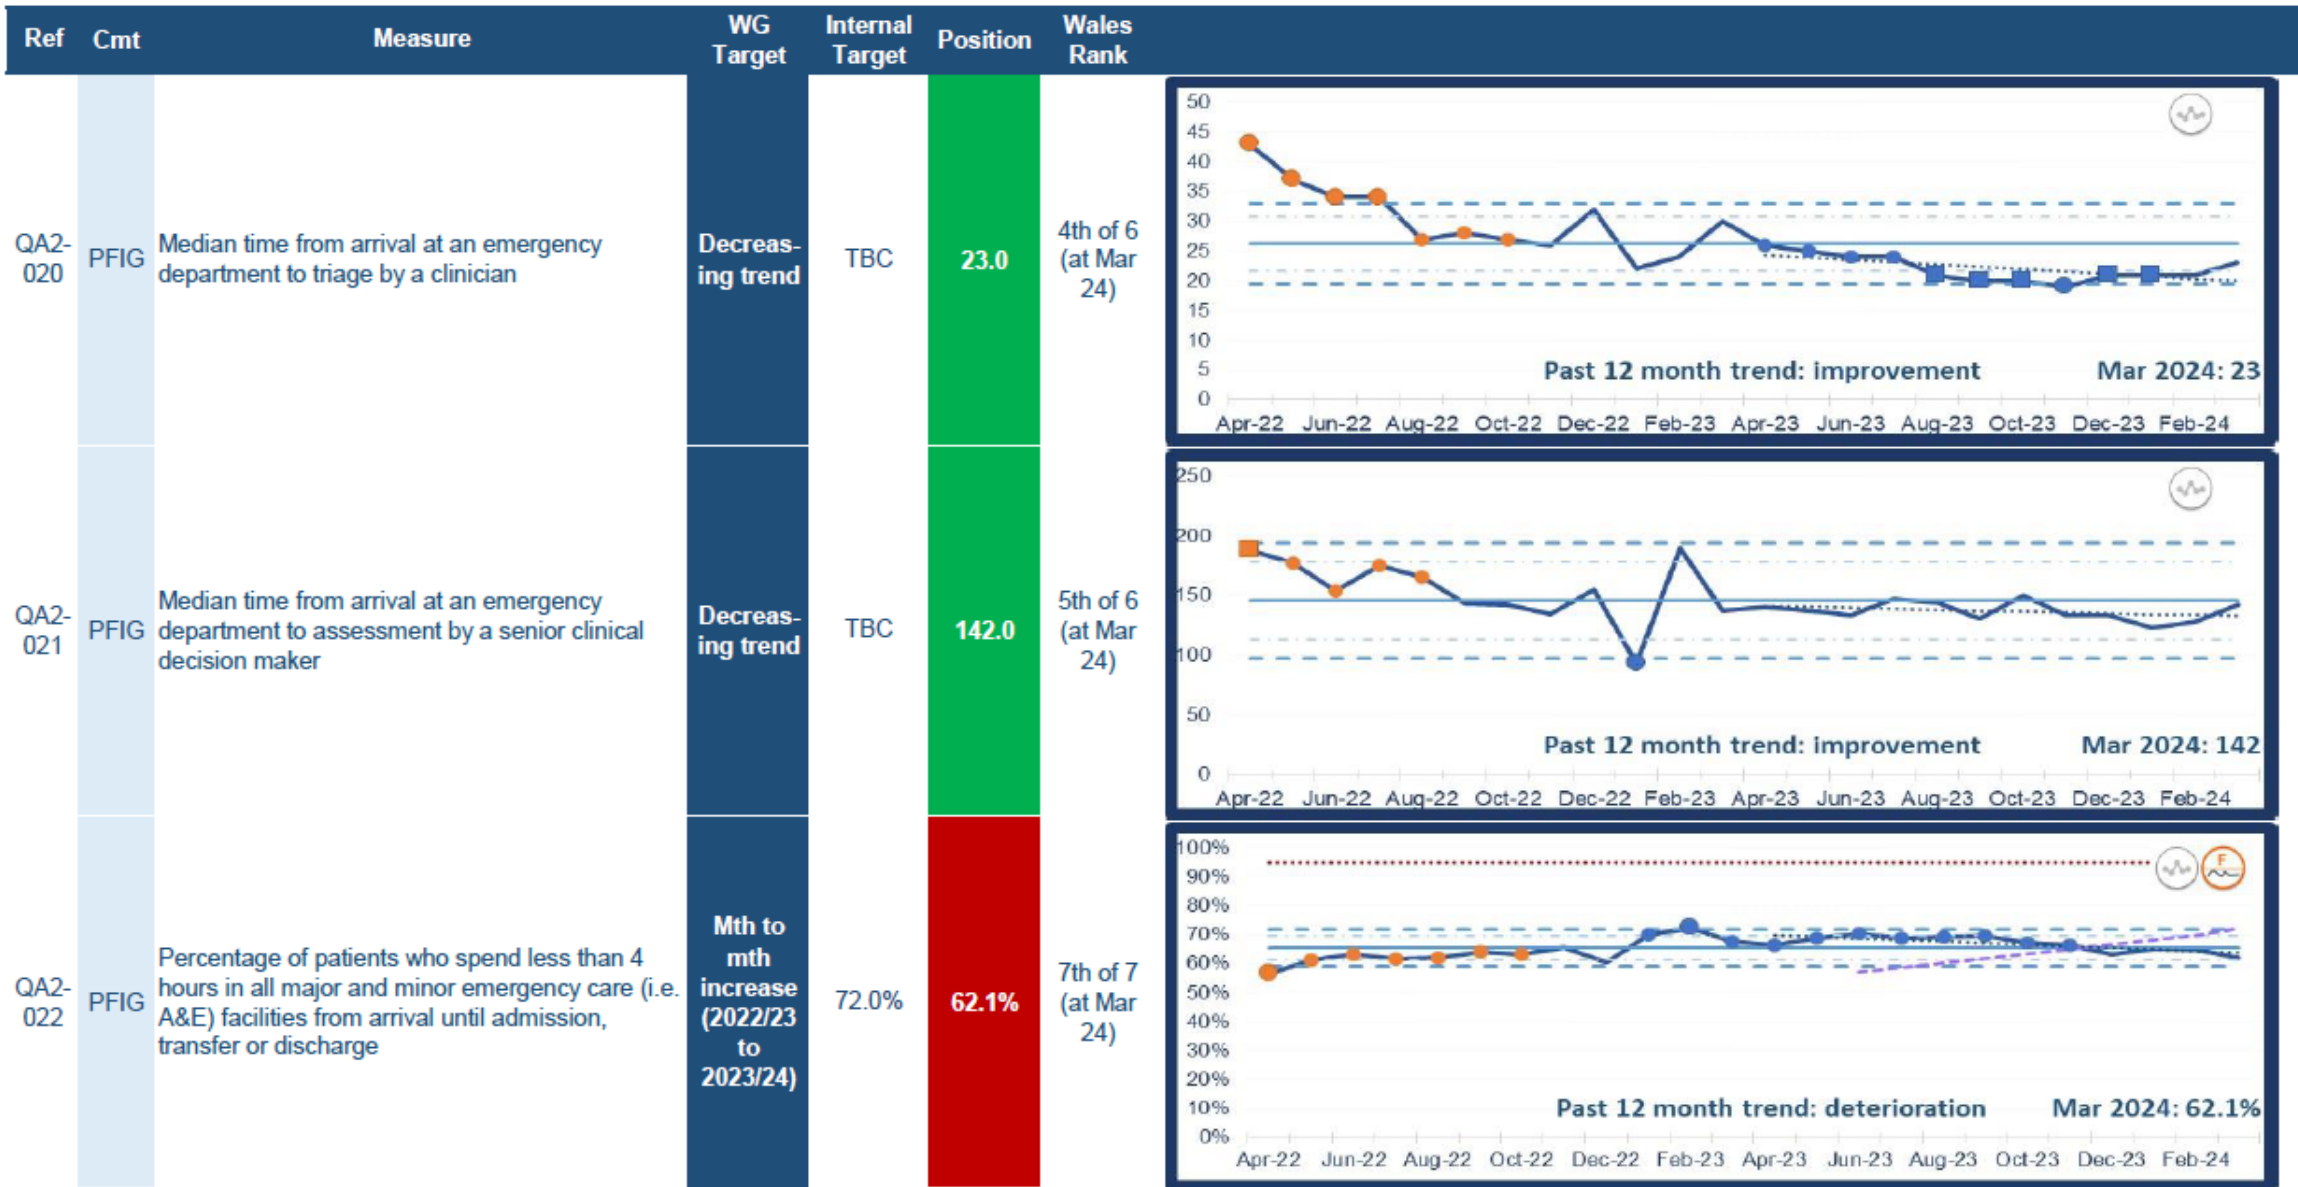 Ref Cmt Measure WG Target Internal Target Position Wales Rank
QA2-
020
PFIG
Median time from arrival at an emergency
department to triage by a clinician
Decreas-
ing trend
TBC
23.0
4th of 6
(at Mar
24)
50
45
40
35
30
25
20
15
10
5
0
Past 12 month trend: improvement Mar 2024: 23
Apr-22 Jun-22 Aug-22 Oct-22 Dec-22 Feb-23 Apr-23 Jun-23 Aug-23 Oct-23 Dec-23 Feb-24
QA2-
021
PFIG
Median time from arrival at an emergency
department to assessment by a senior clinical
decision maker
Decreas-
ing trend
TBC
142.0
5th of 6
(at Mar
24)
250
200
150
100
50
0
Past 12 month trend: improvement Mar 2024: 142
Apr-22 Jun-22 Aug-22 Oct-22 Dec-22 Feb-23 Apr-23 Jun-23 Aug-23 Oct-23 Dec-23 Feb-24
QA2-
022
PFIG
Percentage of patients who spend less than 4
hours in all major and minor emergency care (i.e.
A&E) facilities from arrival until admission,
transfer or discharge
Mth to
mth
increase
(2022/23
to
2023/24)
72.0%
62.1%
7th of 7
(at Mar
24)
100%
90%
80%
70%
60%
50%
40%
30%
20%
10%
0%
F
Past 12 month trend: deterioration Mar 2024: 62.1%
Apr-22 Jun-22 Aug-22 Oct-22 Dec-22 Feb-23 Apr-23 Jun-23 Aug-23 Oct-23 Dec-23 Feb-24